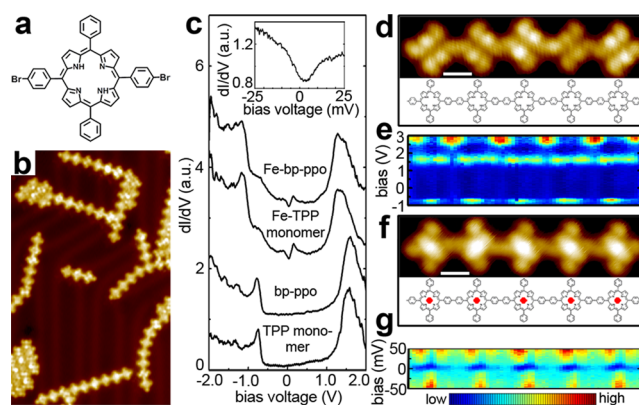 a
Br
NH
N
N
HN
Br
b
c
dI/dV (a.u.)
6
4
2
0
-2.0
-1.0
0
1.0
2.0
bias voltage (V)
dI/dV (a.u.)
1.2
0.8
-25
0
25
bias voltage (mV)
Fe-bp-ppo
Fe-TPP
monomer
bp-ppo
TPP mono-
mer
d
e
bias (V)
3
2
1
0
-1
f
g
bias (mV)
50
0
-50
low
high